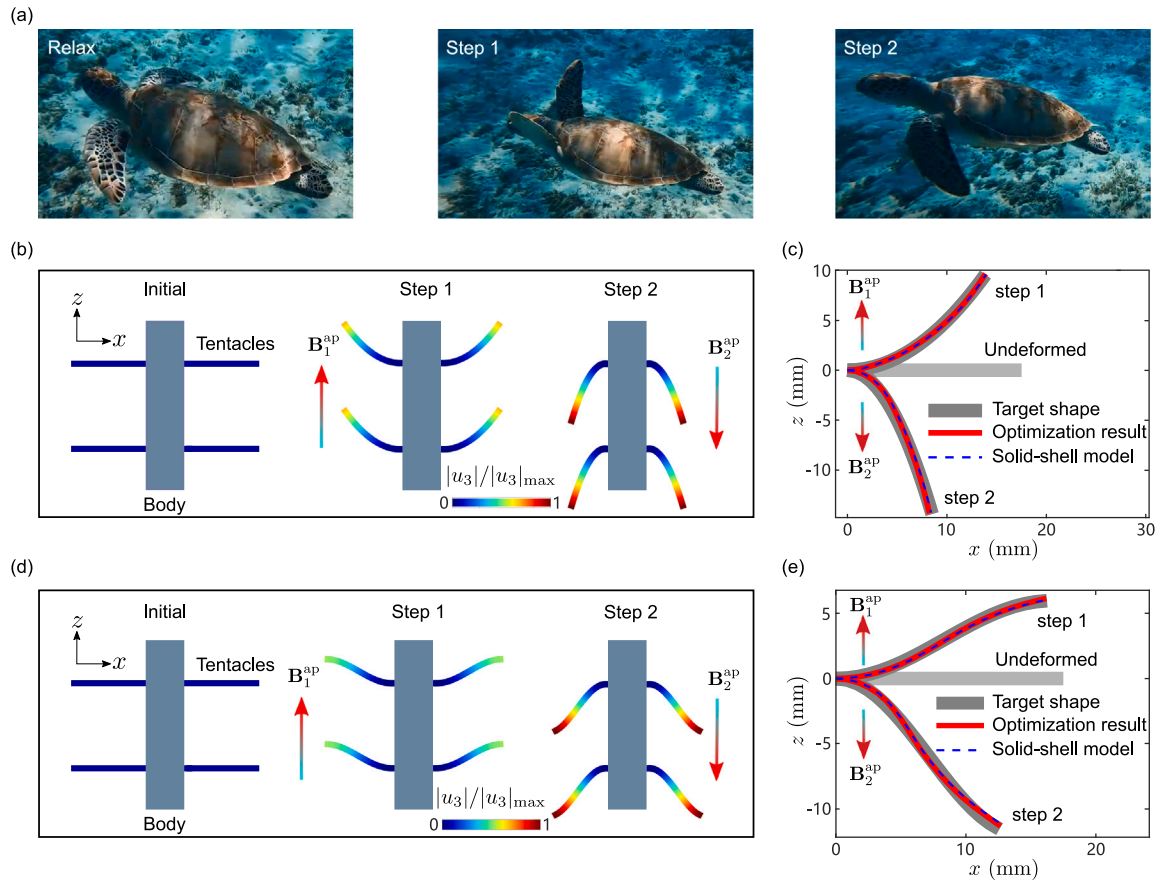 (a)
Relax
Step 1
Step 2
(b)
Initial
Step 1
Step 2
z
x
Tentacles
B₁ᵃᵖ
B₂ᵃᵖ
|u₃|/|u₃|max
0 1
Body
(c)
10
5
0
-5
-10
z (mm)
B₁ᵃᵖ
step 1
Undeformed
Target shape
Optimization result
Solid-shell model
B₂ᵃᵖ
step 2
0 10 20 30
x (mm)
(d)
Initial
Step 1
Step 2
z
x
Tentacles
B₁ᵃᵖ
B₂ᵃᵖ
|u₃|/|u₃|max
0 1
Body
(e)
5
0
-5
-10
z (mm)
B₁ᵃᵖ
step 1
Undeformed
Target shape
Optimization result
Solid-shell model
B₂ᵃᵖ
step 2
0 10 20
x (mm)